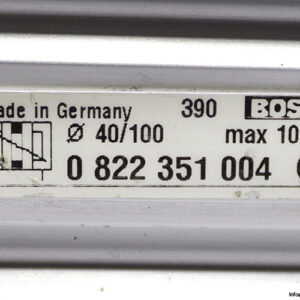 ade in Germany 390 BOS
Ø 40/100 max 10
0 822 351 004